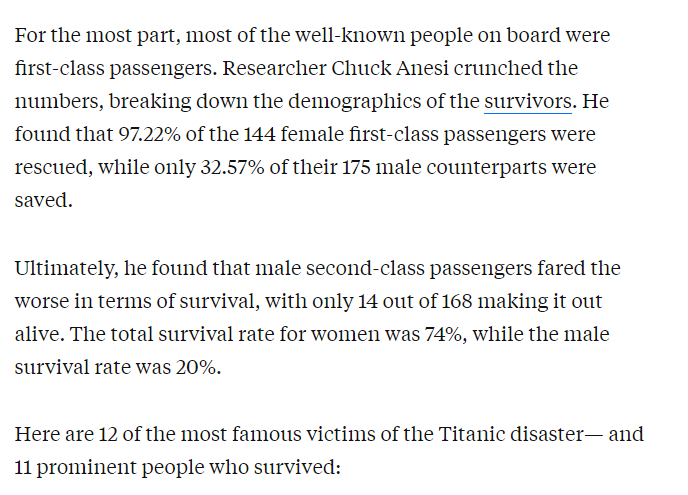 For the most part, most of the well-known people on board were
first-class passengers. Researcher Chuck Anesi crunched the
numbers, breaking down the demographics of the survivors. He
found that 97.22% of the 144 female first-class passengers were
rescued, while only 32.57% of their 175 male counterparts were
saved.
Ultimately, he found that male second-class passengers fared the
worse in terms of survival, with only 14 out of 168 making it out
alive. The total survival rate for women was 74%, while the male
survival rate was 20%.
Here are 12 of the most famous victims of the Titanic disaster— and
11 prominent people who survived: